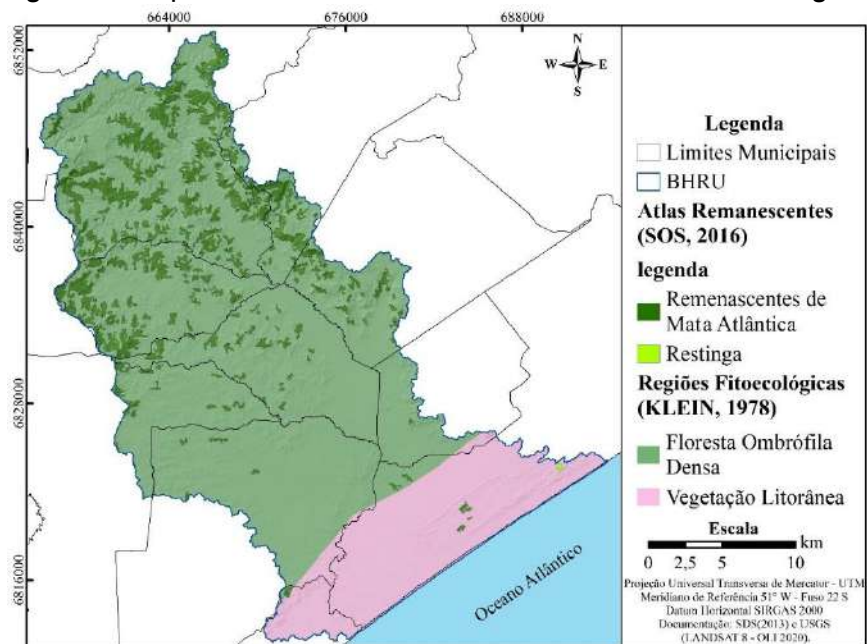 664000
676000
688000
6852000
6840000
6828000
6816000
N
W E
S
Oceano Atlântico
Legenda
Limites Municipais
BHRU
Atlas Remanescentes
(SOS, 2016)
legenda
Remenascentes de
Mata Atlântica
Restinga
Regiões Fitoecológicas
(KLEIN, 1978)
Floresta Ombrófila
Densa
Vegetação Litorânea
Escala
0 2,5 5 10 km
Projeção Universal Transversa de Mercator - UTM
Meridiano de Referência 51° W - Fuso 22 S
Datum Horizontal SIRGAS 2000
Documentação: SDS(2013) e USGS
(LANDSAT 8 - OLI 2020).